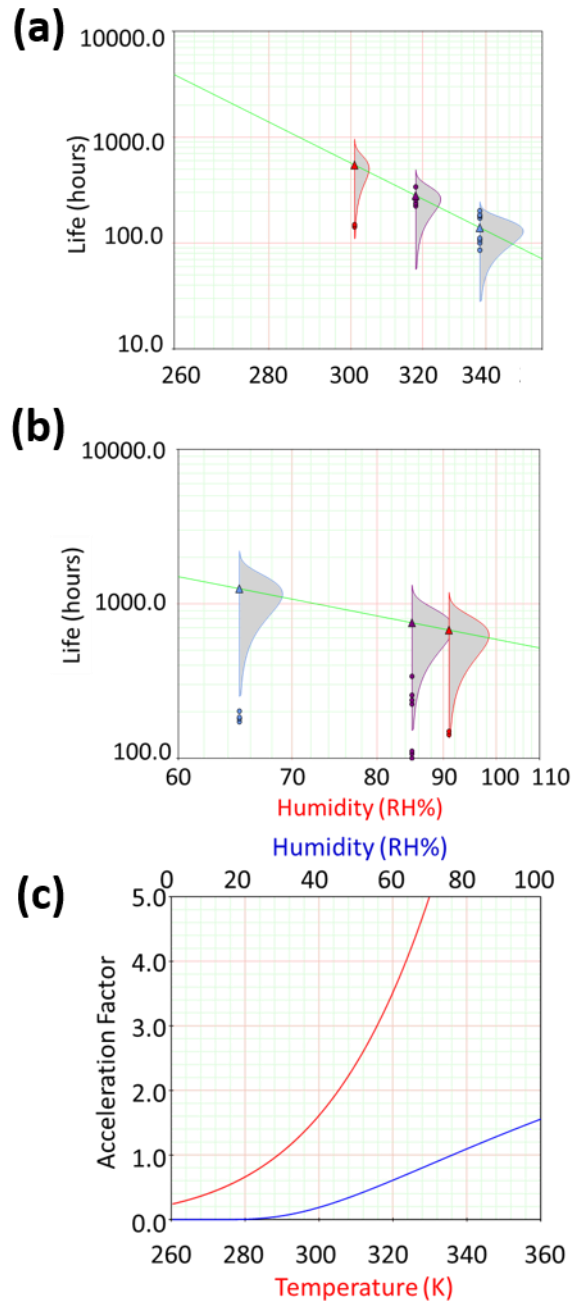 (a)
10000.0
1000.0
100.0
10.0
Life (hours)
260 280 300 320 340
(b)
10000.0
1000.0
100.0
Life (hours)
60 70 80 90 100 110
Humidity (RH%)
Humidity (RH%)
0 20 40 60 80 100
(c)
5.0
4.0
3.0
2.0
1.0
0.0
Acceleration Factor
260 280 300 320 340 360
Temperature (K)